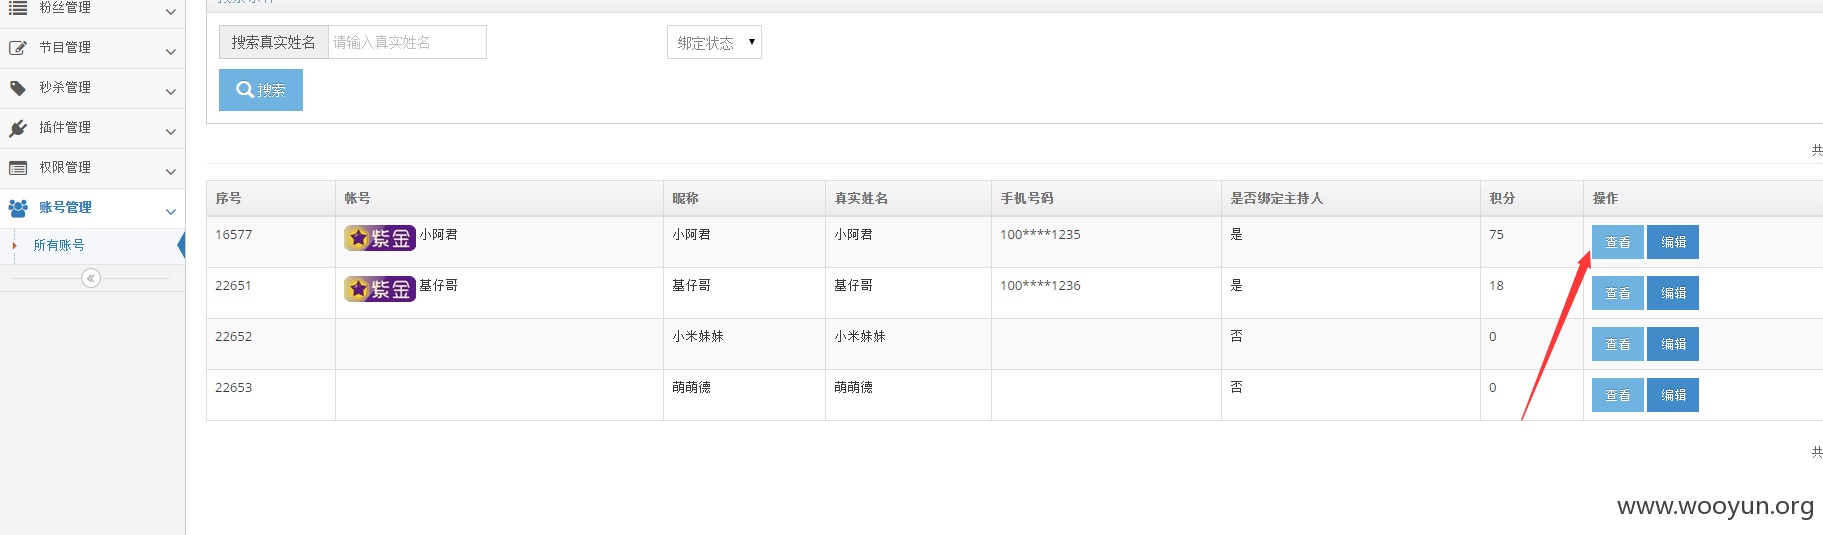 粉丝管理
节目管理
秒杀管理
插件管理
权限管理
账号管理
所有账号
搜索真实姓名 请输入真实姓名 绑定状态
搜索
共
序号 帐号 昵称 真实姓名 手机号码 是否绑定主持人 积分 操作
16577 紫金 小阿君 小阿君 小阿君 100****1235 是 75 查看 编辑
22651 紫金 基仔哥 基仔哥 基仔哥 100****1236 是 18 查看 编辑
22652 小米妹妹 小米妹妹 否 0 查看 编辑
22653 萌萌德 萌萌德 否 0 查看 编辑
共
www.wooyun.org